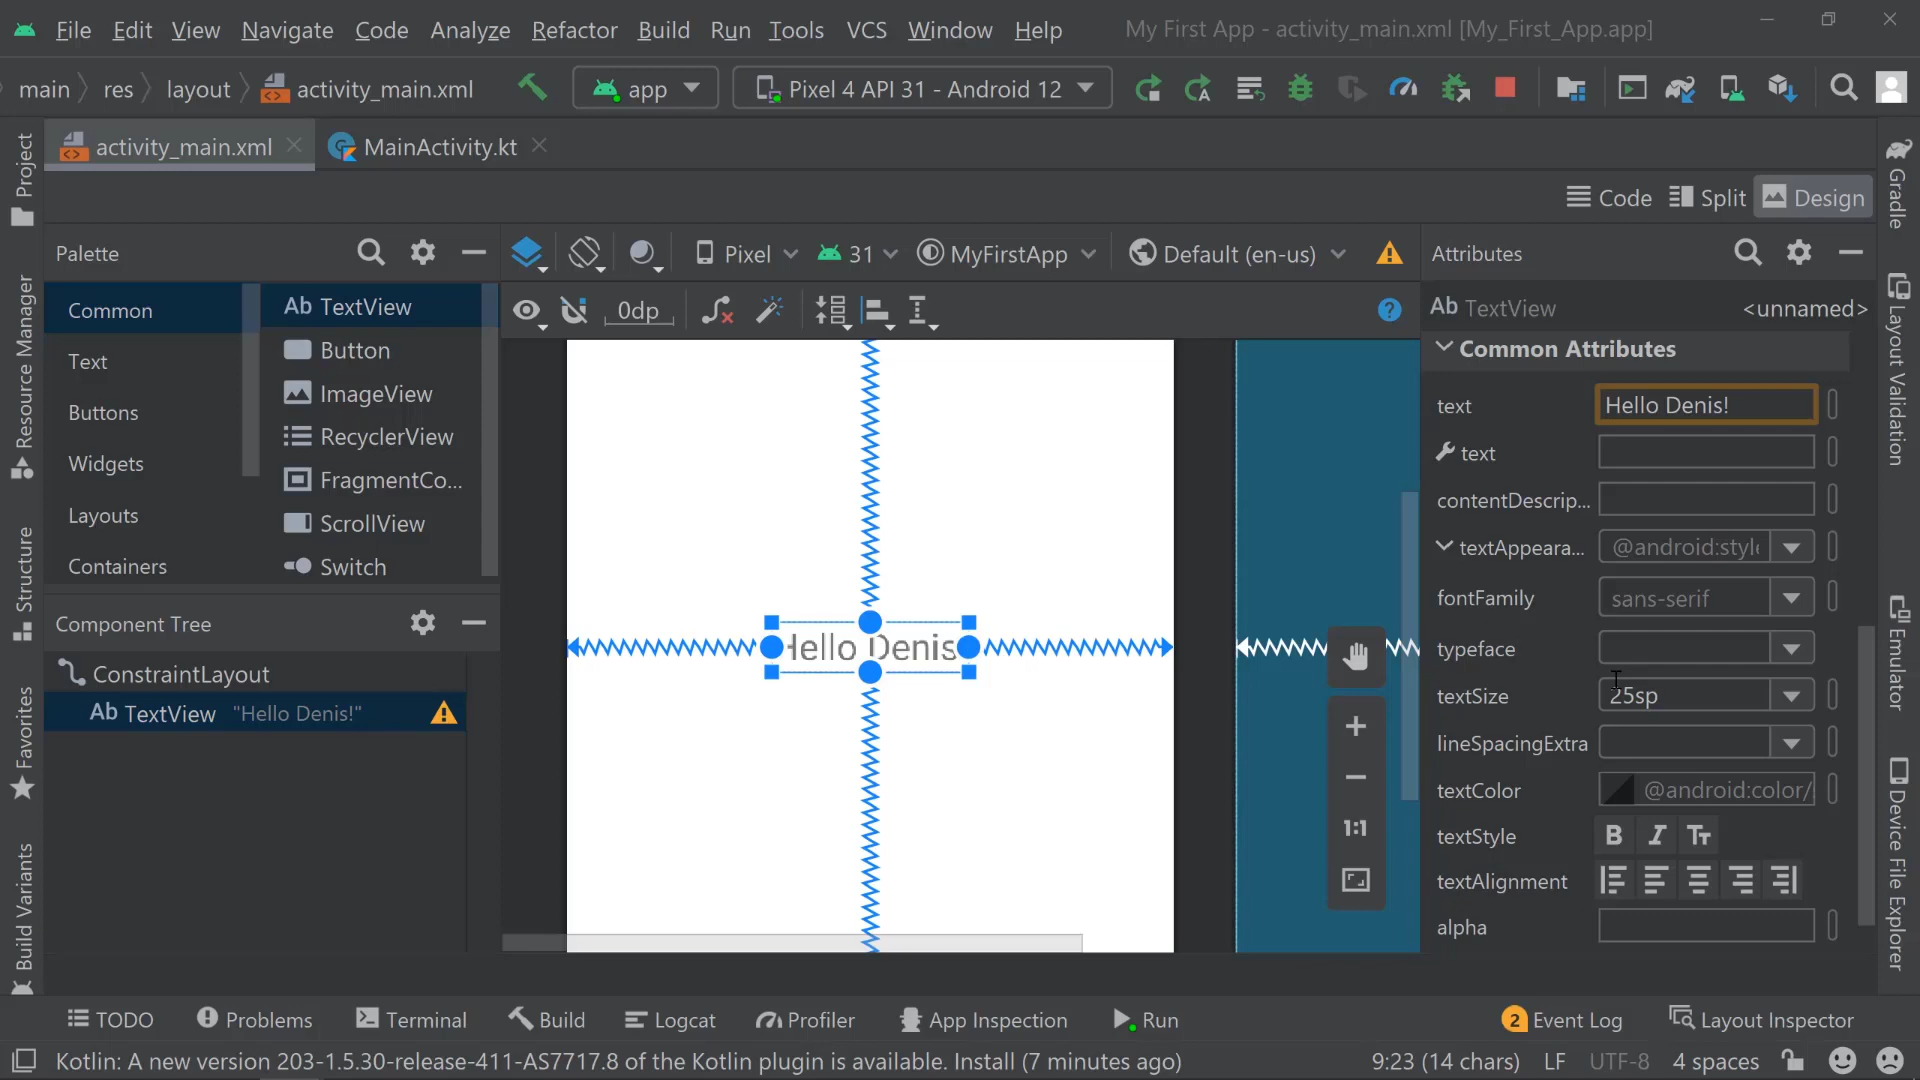 File Edit View Navigate Code Analyze Refactor Build Run Tools VCS Window Help My First App - activity_main.xml [My_First_App.app]
main res layout activity_main.xml app Pixel 4 API 31 - Android 12
activity_main.xml MainActivity.kt
Code Split Design
Palette
Common
Text
Buttons
Widgets
Layouts
Containers
Ab TextView
Button
ImageView
RecyclerView
FragmentCo...
ScrollView
Switch
Component Tree
ConstraintLayout
Ab TextView "Hello Denis!"
Pixel 31 MyFirstApp Default (en-us)
0dp
Hello Denis
1:1
Attributes
Ab TextView <unnamed>
Common Attributes
text Hello Denis!
text
contentDescrip...
textAppeara... @android:style
fontFamily sans-serif
typeface
textSize 25sp
lineSpacingExtra
textColor @android:color/
textStyle B I Tr
textAlignment
alpha
Project
Resource Manager
Structure
Favorites
Build Variants
Gradle
Layout Validation
Emulator
Device File Explorer
TODO Problems Terminal Build Logcat Profiler App Inspection Run 2 Event Log Layout Inspector
Kotlin: A new version 203-1.5.30-release-411-AS7717.8 of the Kotlin plugin is available. Install (7 minutes ago) 9:23 (14 chars) LF UTF-8 4 spaces